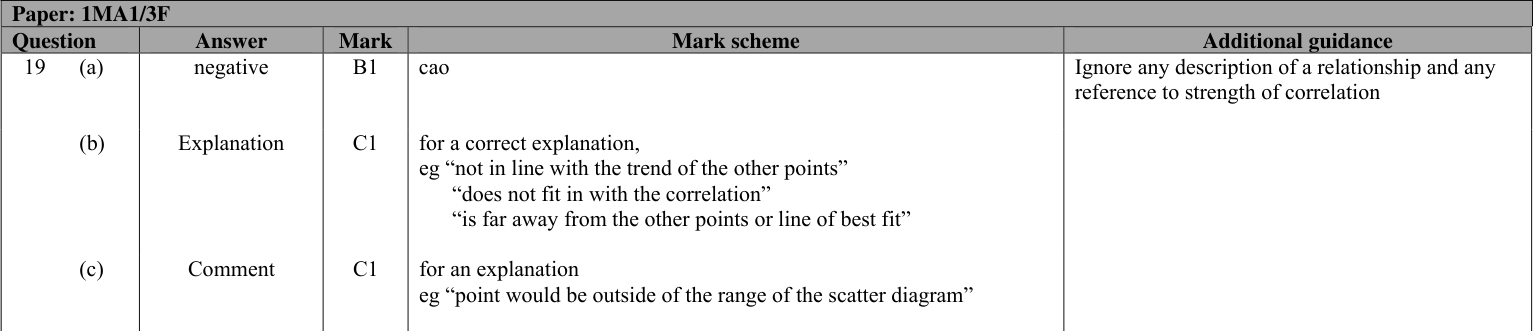 Paper: 1MA1/3F
Question Answer Mark Mark scheme Additional guidance
19 (a) negative B1 cao Ignore any description of a relationship and any
reference to strength of correlation
(b) Explanation C1 for a correct explanation,
eg “not in line with the trend of the other points”
“does not fit in with the correlation”
“is far away from the other points or line of best fit”
(c) Comment C1 for an explanation
eg “point would be outside of the range of the scatter diagram”